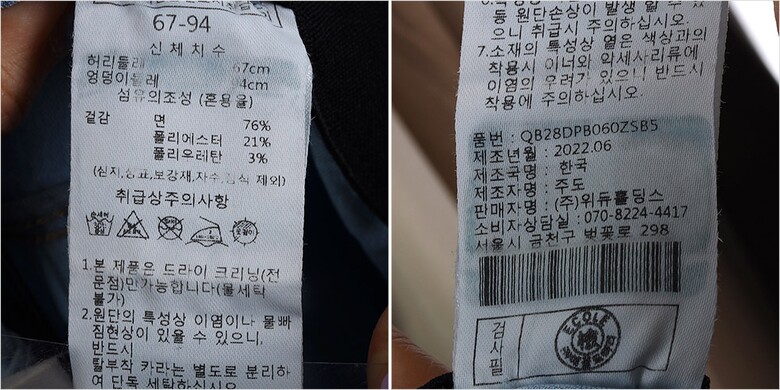 67-94
신체치수
허리둘레 67cm
엉덩이둘레 94cm
섬유의조성 (혼용율)
겉감 면 76%
폴리에스터 21%
폴리우레탄 3%
(심지,상표,보강재,자수,장식 제외)
취급상주의사항
1.본 제품은 드라이 크리닝(전
문점)만가능합니다(물세탁
불가)
2.원단의 특성상 이염이나 물빠
짐현상이 있을 수 있으니,
반드시
탈부착 카라는 별도로 분리하
여 단독 세탁하십시오
동 원단손상이 발생 할 수 있
으니 취급시 주의하십시오.
7.소재의 특성상 옅은 색상과의
착용시 이너와 악세사리류에
이염의 우려가 있으니 반드시
착용에 주의하십시오.
품번 : QB28DPB060ZSB5
제조년월 : 2022.06
제조국명 : 한국
제조자명 : 주도
판매자명 : (주)위듀홀딩스
소비자상담실 : 070-8224-4417
서울시 금천구 벚꽃로 298
검사필
ECOLE